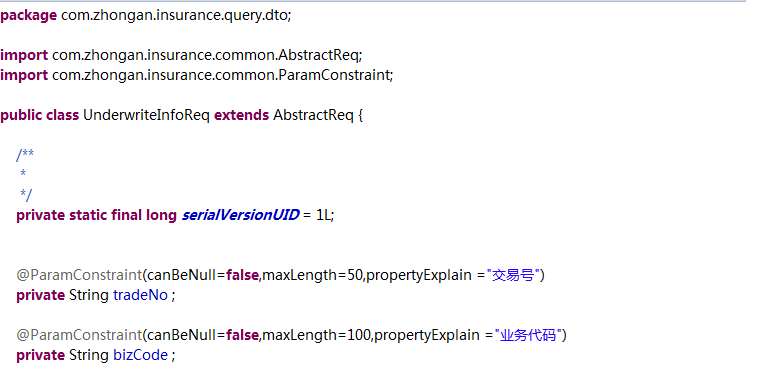 package com.zhongan.insurance.query.dto;
import com.zhongan.insurance.common.AbstractReq;
import com.zhongan.insurance.common.ParamConstraint;
public class UnderwriteInfoReq extends AbstractReq {
/**
*
*/
private static final long serialVersionUID = 1L;
@ParamConstraint(canBeNull=false,maxLength=50,propertyExplain ="交易号")
private String tradeNo ;
@ParamConstraint(canBeNull=false,maxLength=100,propertyExplain ="业务代码")
private String bizCode ;